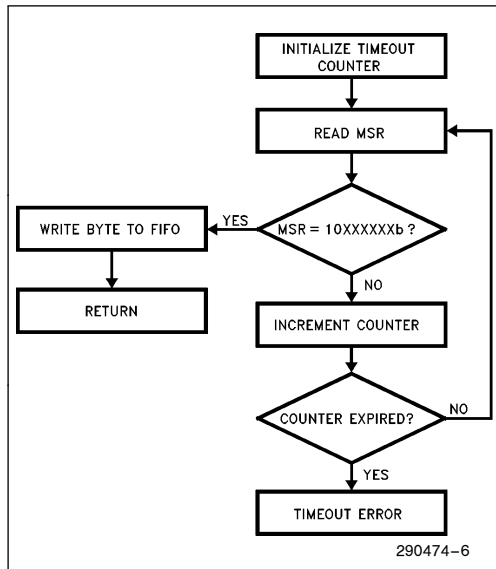 INITIALIZE TIMEOUT
COUNTER
READ MSR
MSR = 10XXXXXXb ?
YES
WRITE BYTE TO FIFO
RETURN
NO
INCREMENT COUNTER
COUNTER EXPIRED?
NO
YES
TIMEOUT ERROR
290474-6